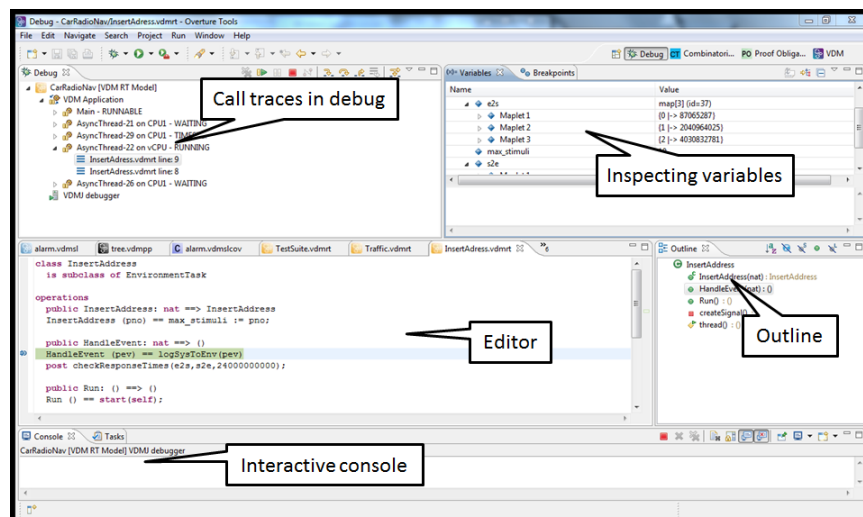 Debug - CarRadioNav/InsertAdress.vdmrt - Overture Tools
File Edit Navigate Search Project Run Window Help
Debug Combinatori... PO Proof Obliga... VDM
Debug
CarRadioNav [VDM RT Model]
VDM Application
Main - RUNNABLE
AsyncThread-21 on CPU1 - WAITING
AsyncThread-29 on CPU1 -
AsyncThread-22 on vCPU - RUNNING
InsertAdress.vdmrt line: 9
InsertAdress.vdmrt line: 8
AsyncThread-26 on CPU1 - WAITING
VDMJ debugger
Call traces in debug
Variables Breakpoints
Name Value
e2s map[3] (id=37)
Maplet 1 {0 |-> 87065287}
Maplet 2 {1 |-> 2040964025}
Maplet 3 {2 |-> 4030832781}
max_stimuli
s2e
Inspecting variables
alarm.vdmsl tree.vdmpp alarm.vdmslcov TestSuite.vdmrt Traffic.vdmrt InsertAdress.vdmrt »6
class InsertAddress
is subclass of EnvironmentTask
operations
public InsertAddress: nat ==> InsertAddress
InsertAddress (pno) == max_stimuli := pno;
public HandleEvent: nat ==> ()
HandleEvent (pev) == logSysToEnv(pev)
post checkResponseTimes(e2s,s2e,24000000000);
public Run: () ==> ()
Run () == start(self);
Editor
Outline
InsertAddress
InsertAddress(nat) : InsertAddress
HandleEvent(nat) : ()
Run() : ()
createSignal()
thread() : ()
Outline
Console Tasks
CarRadioNav [VDM RT Model] VDMJ debugger
Interactive console